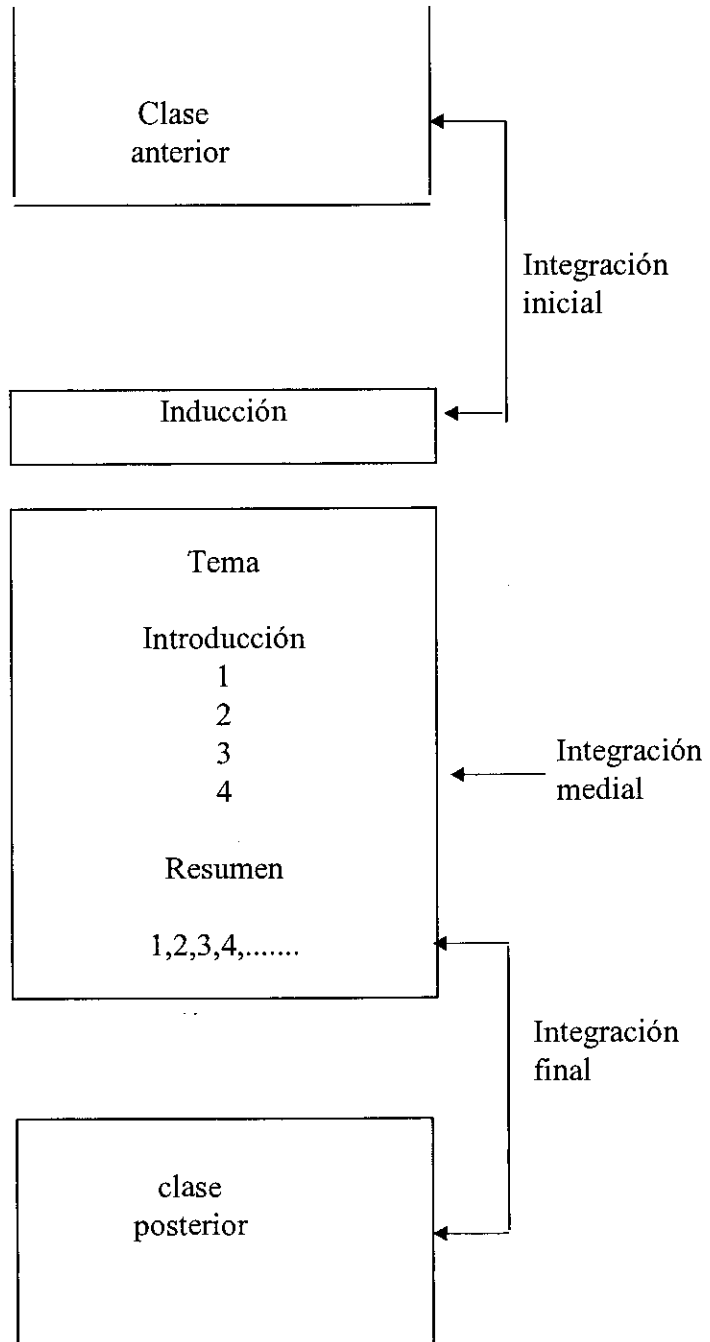 Clase
anterior
Integración
inicial
Inducción
Tema
Introducción
1
2
3
4
Integración
medial
Resumen
1,2,3,4,.......
Integración
final
clase
posterior